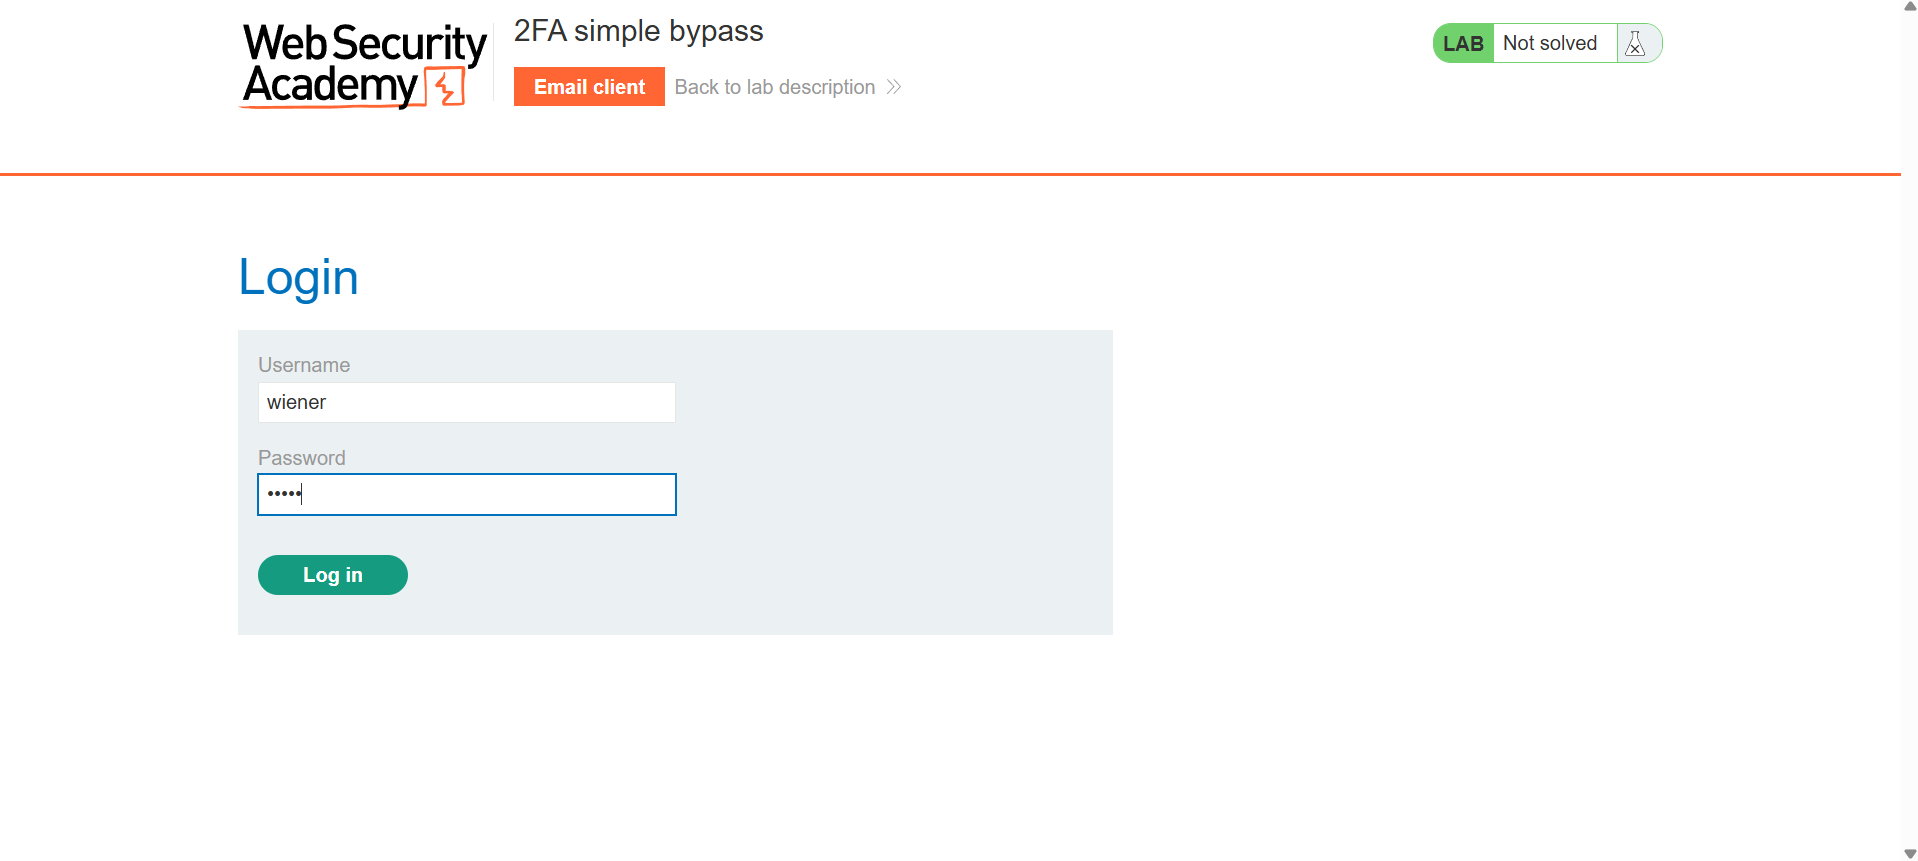 Web Security
Academy
2FA simple bypass
Email client
Back to lab description
LAB
Not solved
Login
Username
wiener
Password
•••••
Log in